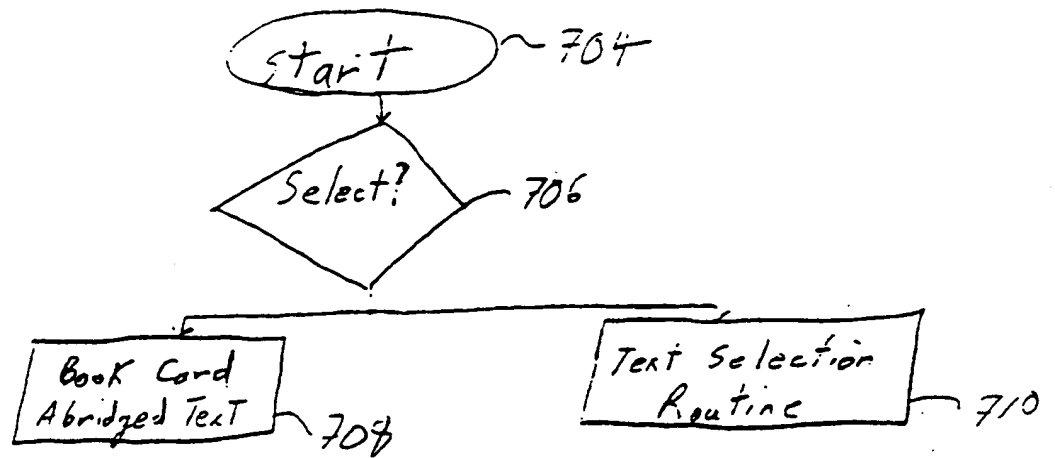 start
704
Select?
706
Book Card
Abridged Text
708
Text Selection
Routine
710